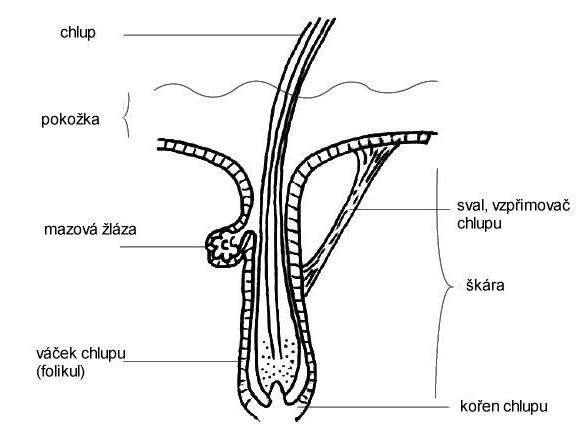 chlup
pokožka
mazová žláza
sval, vzpřimovač
chlupu
škára
váček chlupu
(folikul)
kořen chlupu